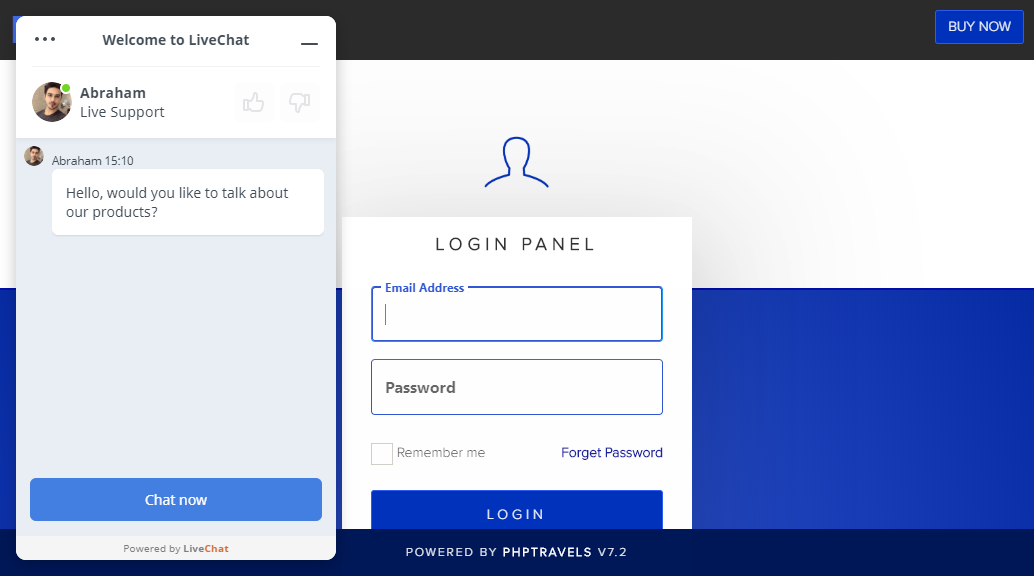 Welcome to LiveChat
BUY NOW
Abraham
Live Support
Abraham 15:10
Hello, would you like to talk about
our products?
Chat now
Powered by LiveChat
LOGIN PANEL
Email Address
Password
Remember me
Forget Password
LOGIN
POWERED BY PHPTRAVELS V7.2